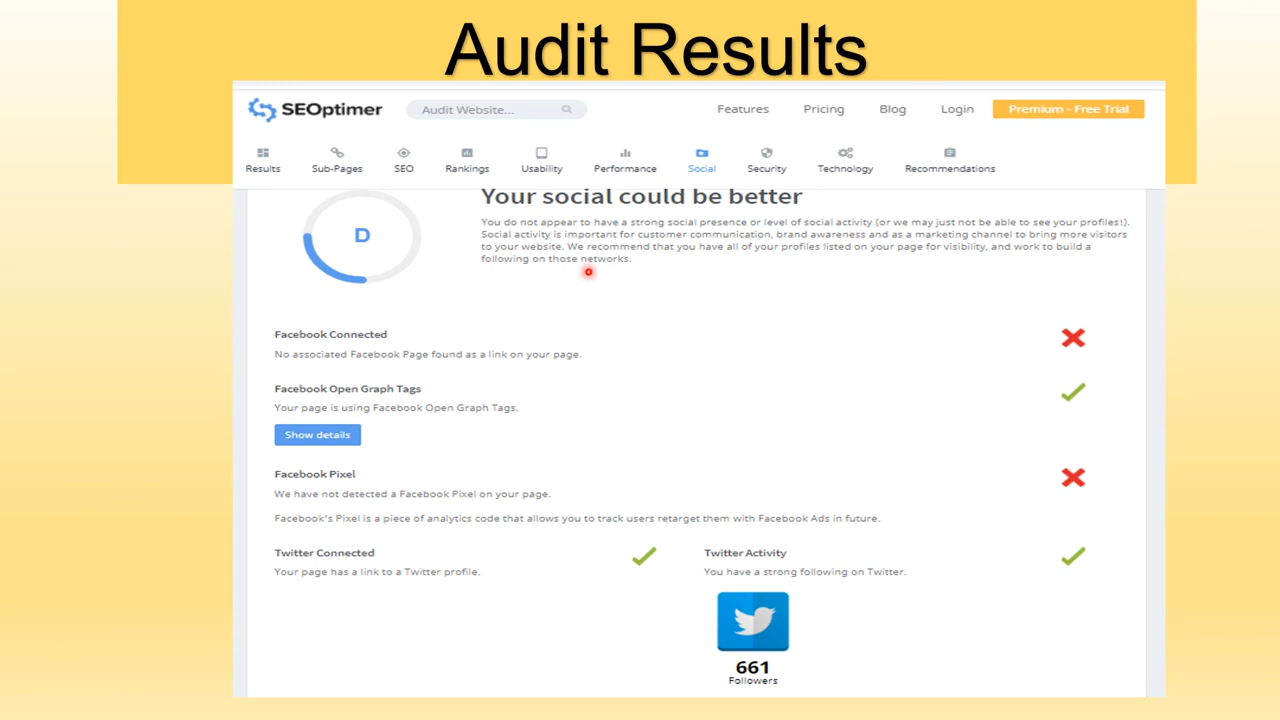 Audit Results
SEOptimer
Audit Website...
Features
Pricing
Blog
Login
Premium - Free Trial
Results
Sub-Pages
SEO
Rankings
Usability
Performance
Social
Security
Technology
Recommendations
D
Your social could be better
You do not appear to have a strong social presence or level of social activity (or we may just not be able to see your profiles!).
Social activity is important for customer communication, brand awareness and as a marketing channel to bring more visitors
to your website. We recommend that you have all of your profiles listed on your page for visibility, and work to build a
following on those networks.
Facebook Connected
No associated Facebook Page found as a link on your page.
Facebook Open Graph Tags
Your page is using Facebook Open Graph Tags.
Show details
Facebook Pixel
We have not detected a Facebook Pixel on your page.
Facebook's Pixel is a piece of analytics code that allows you to track users retarget them with Facebook Ads in future.
Twitter Connected
Your page has a link to a Twitter profile.
Twitter Activity
You have a strong following on Twitter.
661
Followers